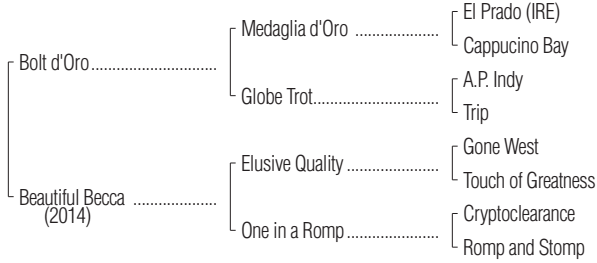 El Prado (IRE)
Medaglia d'Oro ..................
Cappucino Bay
Bolt d'Oro..............................
A.P. Indy
Globe Trot..............................
Trip
Gone West
Elusive Quality ......................
Touch of Greatness
Beautiful Becca ....................
(2014)
Cryptoclearance
One in a Romp......................
Romp and Stomp